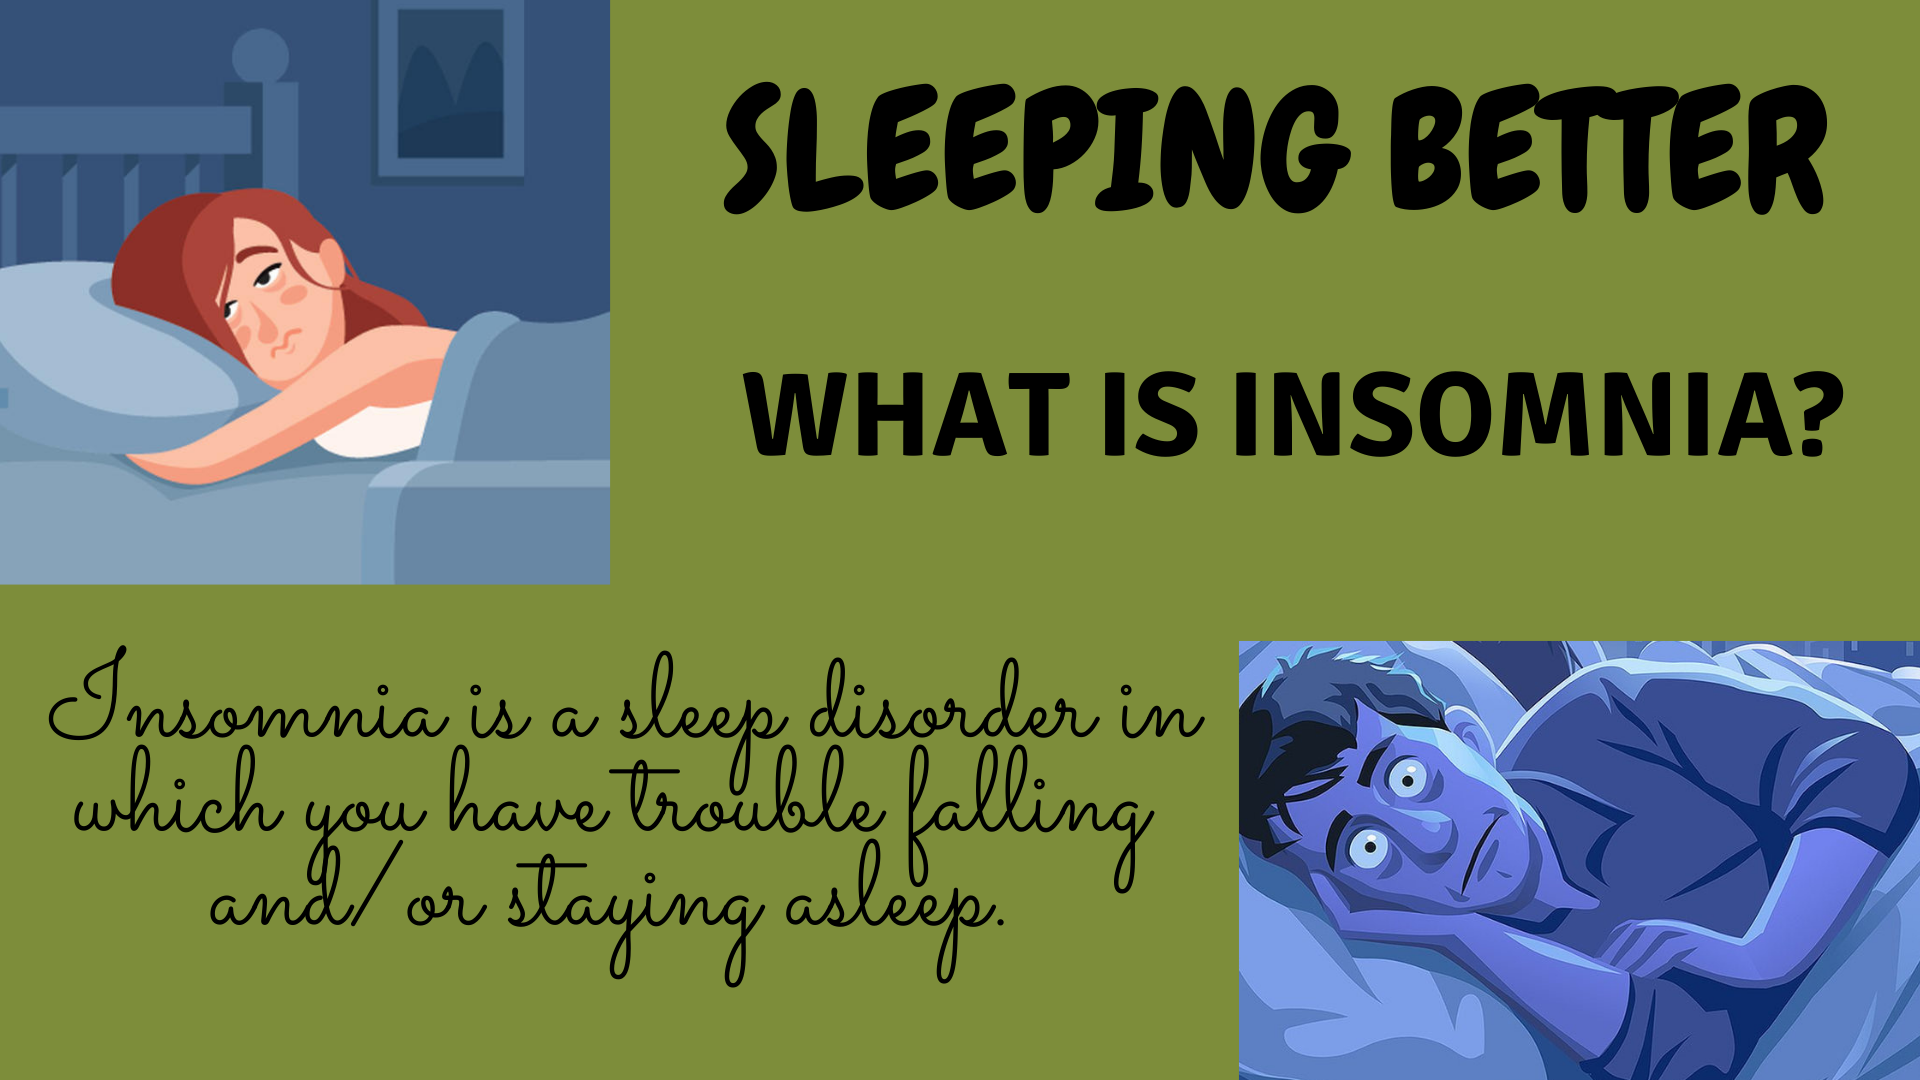 SLEEPING BETTER
WHAT IS INSOMNIA?
Insomnia is a sleep disorder in
which you have trouble falling
and/or staying asleep.